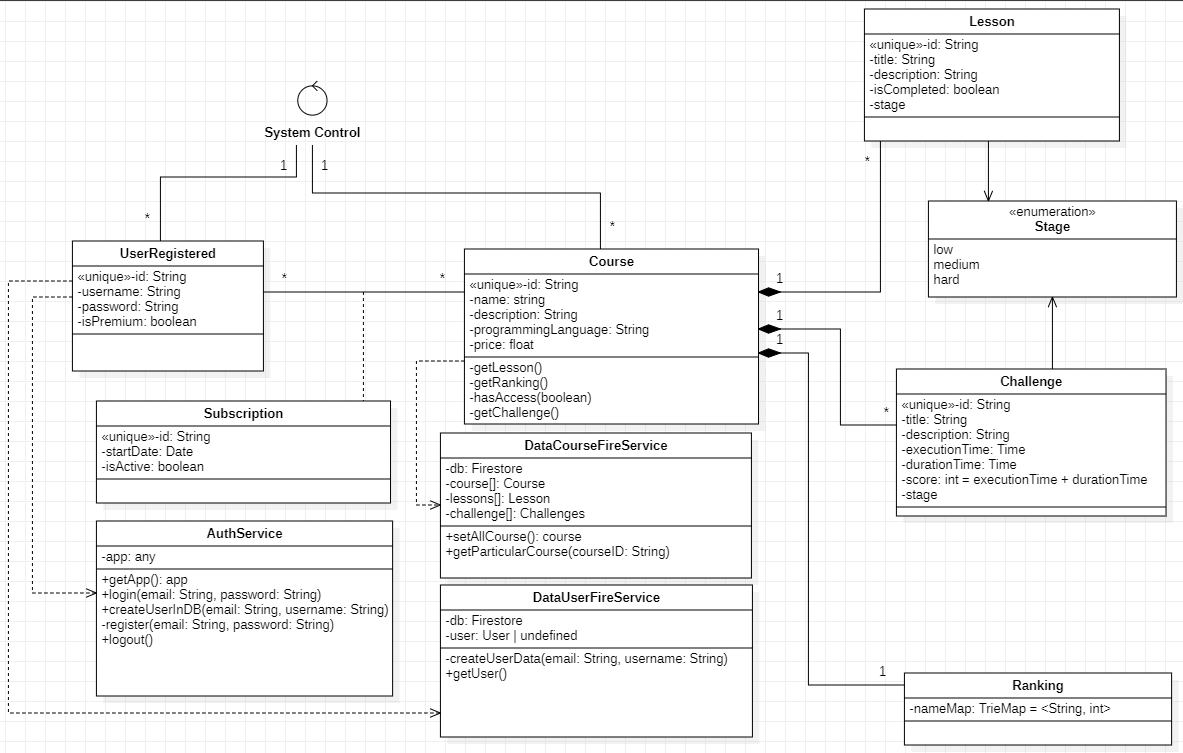 Lesson
«unique»-id: String
-title: String
-description: String
-isCompleted: boolean
-stage
System Control
1
1
*
*
*
«enumeration»
Stage
low
medium
hard
UserRegistered
«unique»-id: String
-username: String
-password: String
-isPremium: boolean
*
*
Course
«unique»-id: String
-name: string
-description: String
-programmingLanguage: String
-price: float
-getLesson()
-getRanking()
-hasAccess(boolean)
-getChallenge()
1
1
1
*
Challenge
«unique»-id: String
-title: String
-description: String
-executionTime: Time
-durationTime: Time
-score: int = executionTime + durationTime
-stage
Subscription
«unique»-id: String
-startDate: Date
-isActive: boolean
DataCourseFireService
-db: Firestore
-course[]: Course
-lessons[]: Lesson
-challenge[]: Challenges
+setAllCourse(): course
+getParticularCourse(courseID: String)
AuthService
-app: any
+getApp(): app
+login(email: String, password: String)
+createUserInDB(email: String, username: String)
-register(email: String, password: String)
+logout()
DataUserFireService
-db: Firestore
-user: User | undefined
-createUserData(email: String, username: String)
+getUser()
1
Ranking
-nameMap: TrieMap = <String, int>